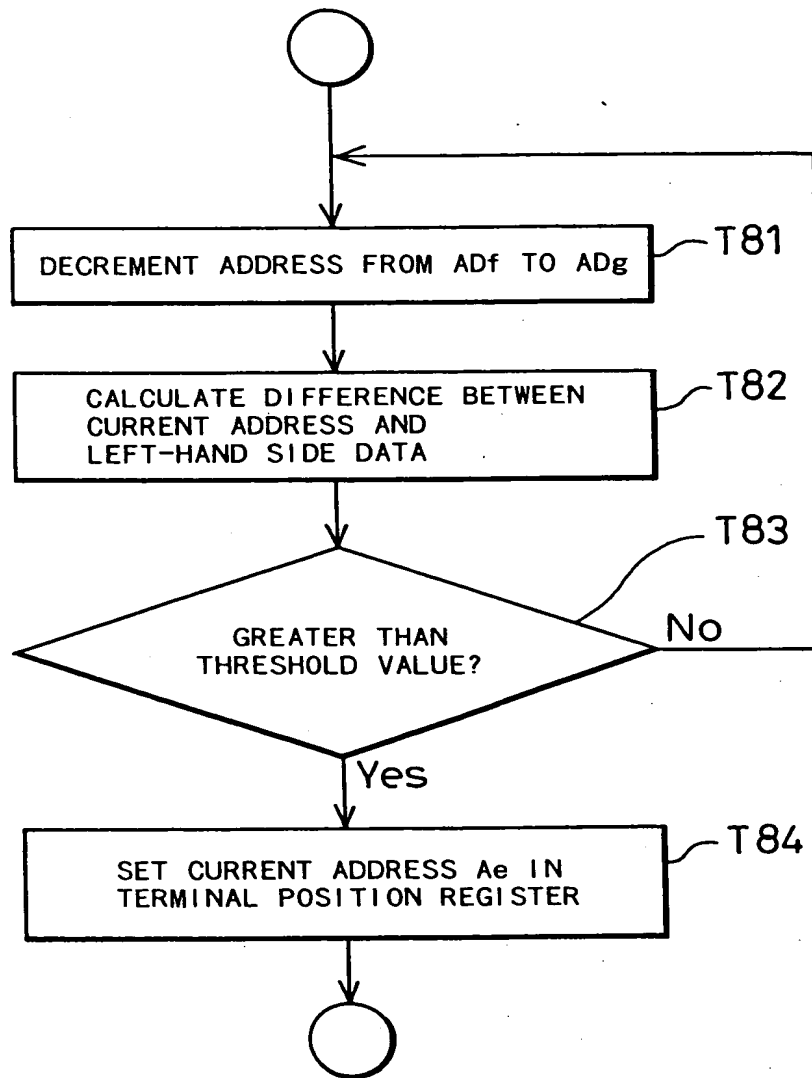 DECREMENT ADDRESS FROM ADf TO ADg
T81
CALCULATE DIFFERENCE BETWEEN
CURRENT ADDRESS AND
LEFT-HAND SIDE DATA
T82
T83
GREATER THAN
THRESHOLD VALUE?
No
Yes
SET CURRENT ADDRESS Ae IN
TERMINAL POSITION REGISTER
T84